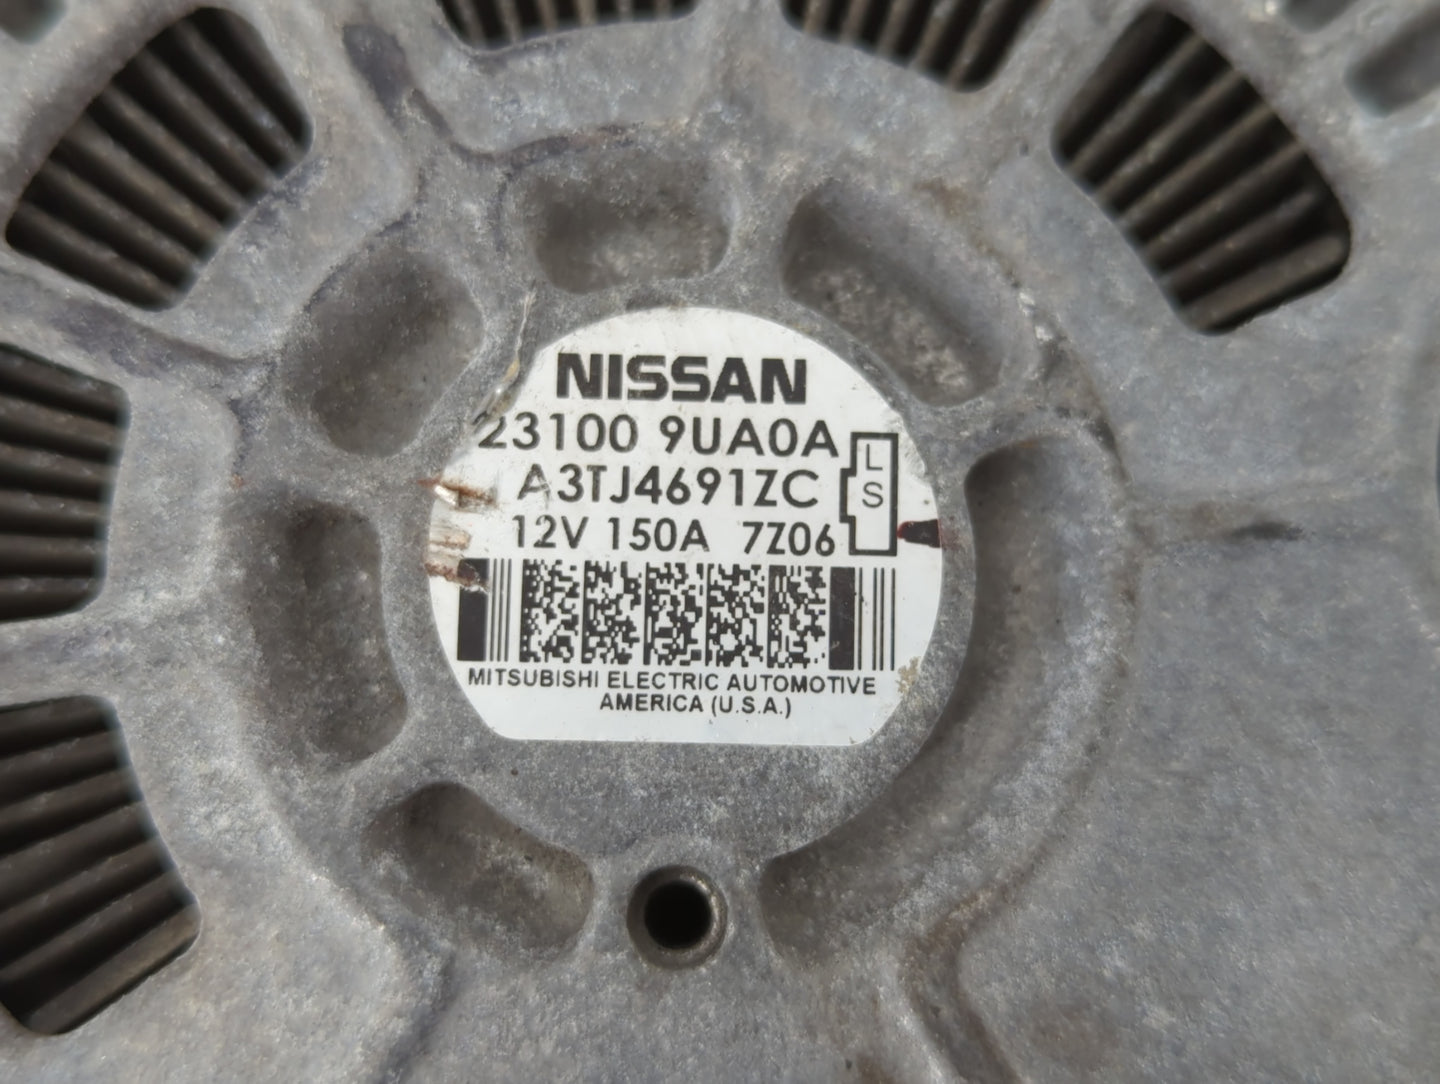 NISSAN
23100 9UA0A
A3TJ4691ZC
12V 150A 7Z06
L
S
MITSUBISHI ELECTRIC AUTOMOTIVE
AMERICA (U.S.A.)